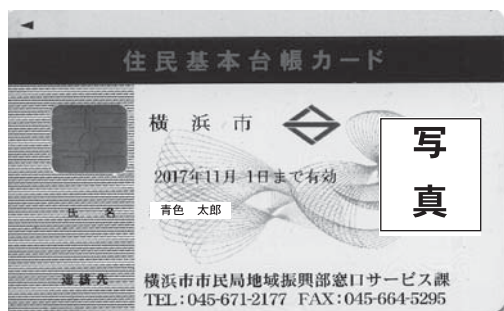 住民基本台帳カード
横浜市
写真
2017年11月 1日まで有効
氏名 青色 太郎
連絡先 横浜市市民局地域振興部窓口サービス課
TEL:045-671-2177 FAX:045-664-5295